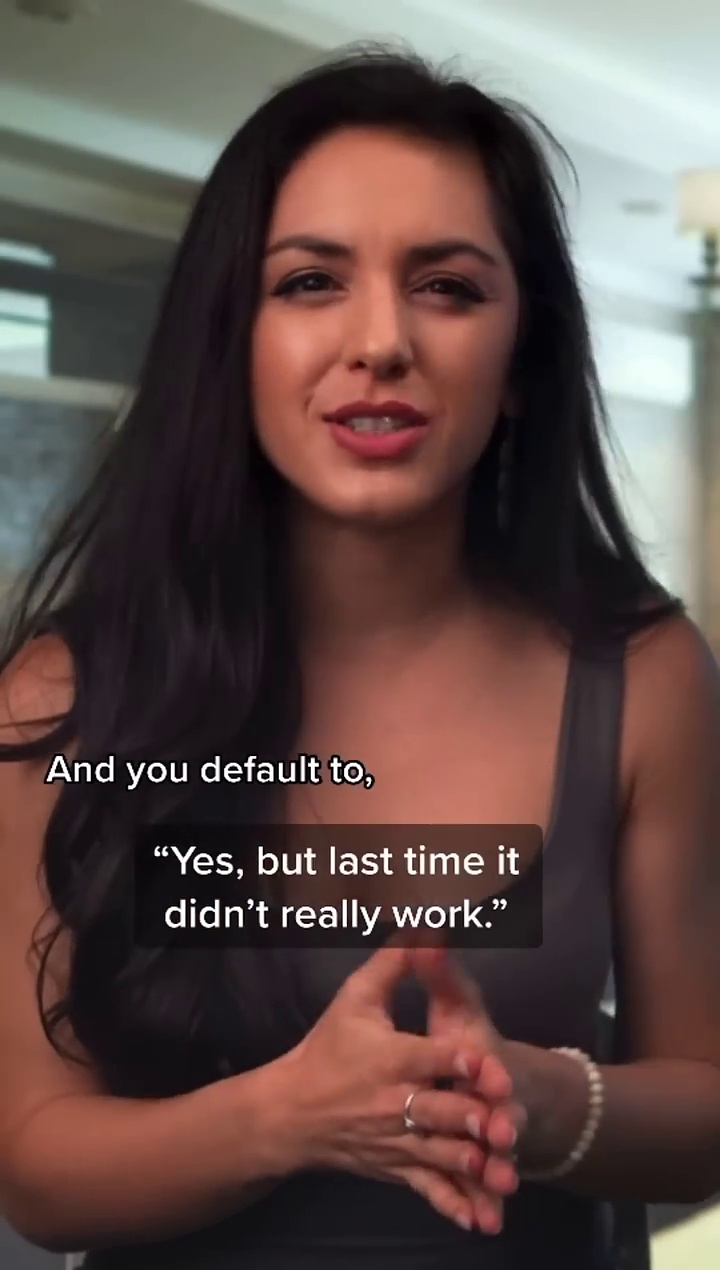 And you default to,
“Yes, but last time it
didn’t really work.”